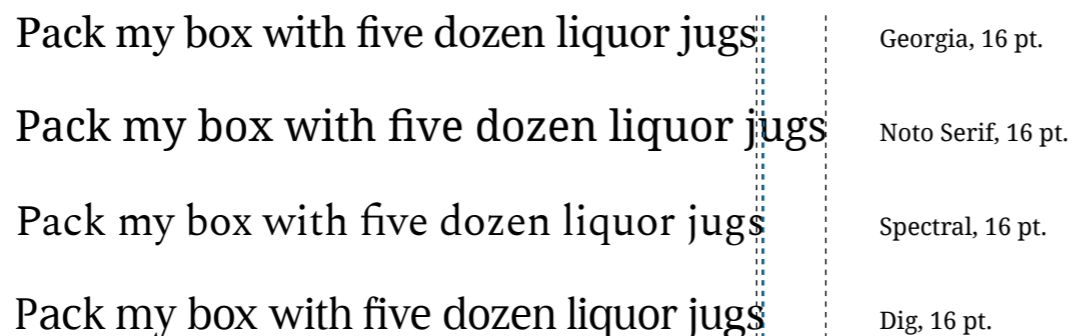 Pack my box with five dozen liquor jugs Georgia, 16 pt.
Pack my box with five dozen liquor jugs Noto Serif, 16 pt.
Pack my box with five dozen liquor jugs Spectral, 16 pt.
Pack my box with five dozen liquor jugs Dig, 16 pt.